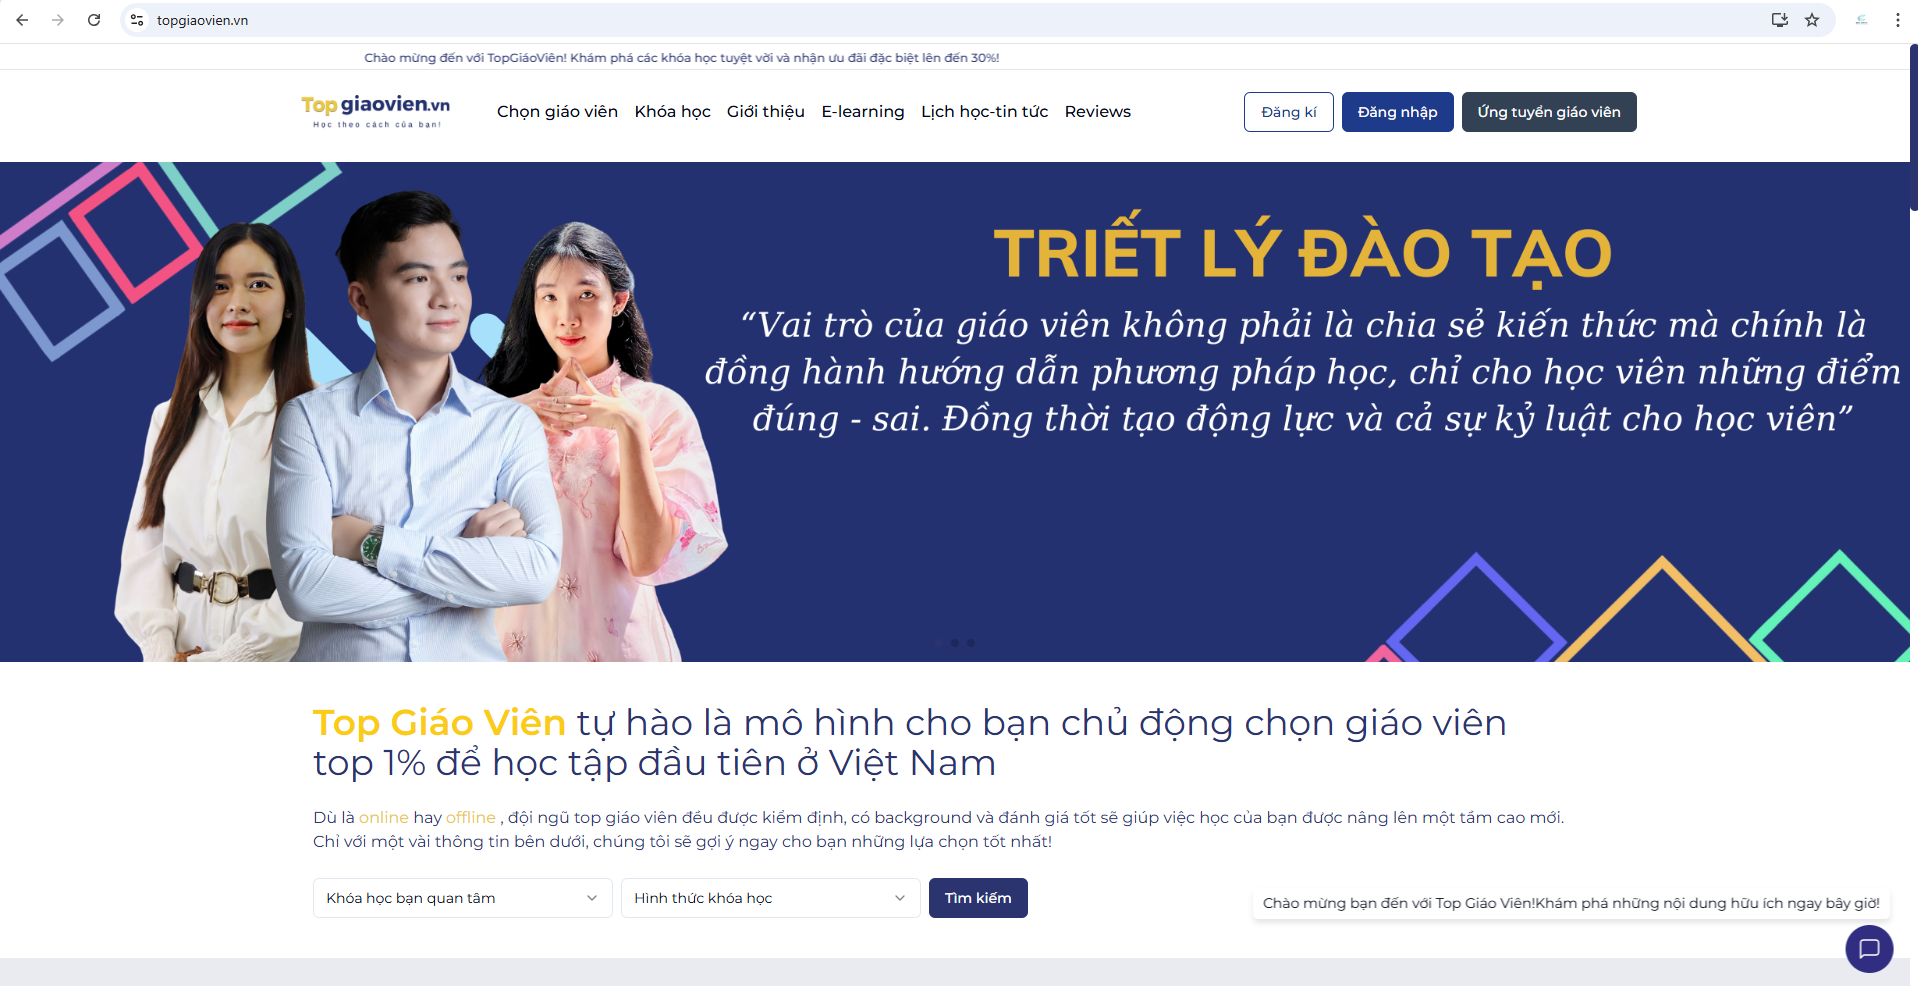 topgiaovien.vn
Chào mừng đến với TopGiáoViên! Khám phá các khóa học tuyệt vời và nhận ưu đãi đặc biệt lên đến 30%!
Top giaovien.vn
Học theo cách của bạn!
Chọn giáo viên
Khóa học
Giới thiệu
E-learning
Lịch học-tin tức
Reviews
Đăng kí
Đăng nhập
Ứng tuyển giáo viên
TRIẾT LÝ ĐÀO TẠO
“Vai trò của giáo viên không phải là chia sẻ kiến thức mà chính là
đồng hành hướng dẫn phương pháp học, chỉ cho học viên những điểm
đúng - sai. Đồng thời tạo động lực và cả sự kỷ luật cho học viên”
Top Giáo Viên tự hào là mô hình cho bạn chủ động chọn giáo viên
top 1% để học tập đầu tiên ở Việt Nam
Dù là online hay offline , đội ngũ top giáo viên đều được kiểm định, có background và đánh giá tốt sẽ giúp việc học của bạn được nâng lên một tầm cao mới.
Chỉ với một vài thông tin bên dưới, chúng tôi sẽ gợi ý ngay cho bạn những lựa chọn tốt nhất!
Khóa học bạn quan tâm
Hình thức khóa học
Tìm kiếm
Chào mừng bạn đến với Top Giáo Viên!Khám phá những nội dung hữu ích ngay bây giờ!